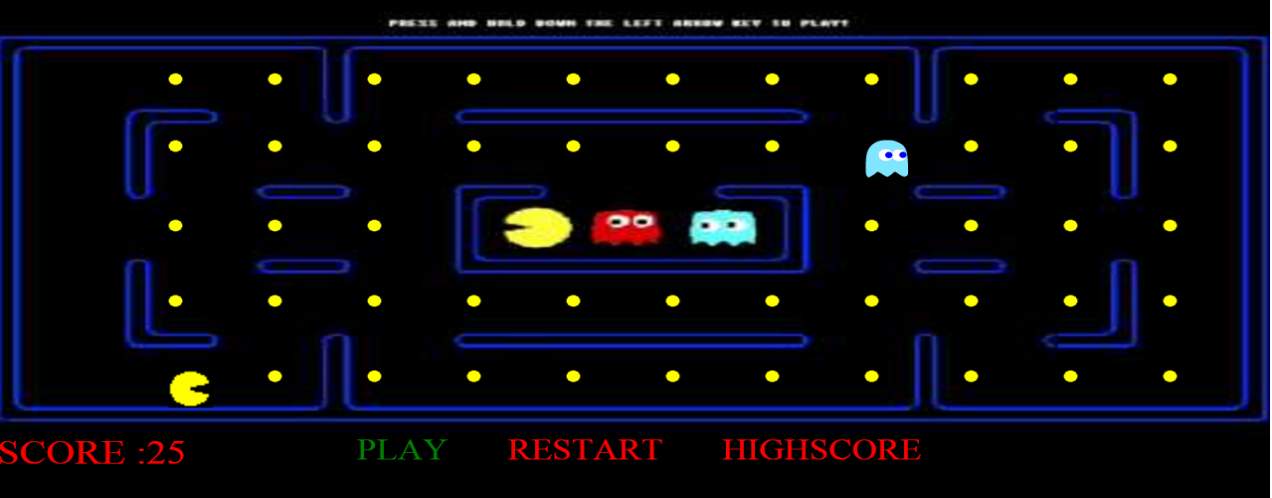 PRESS AND HOLD DOWN THE LEFT ARROW KEY TO PLAY!
SCORE :25 PLAY RESTART HIGHSCORE